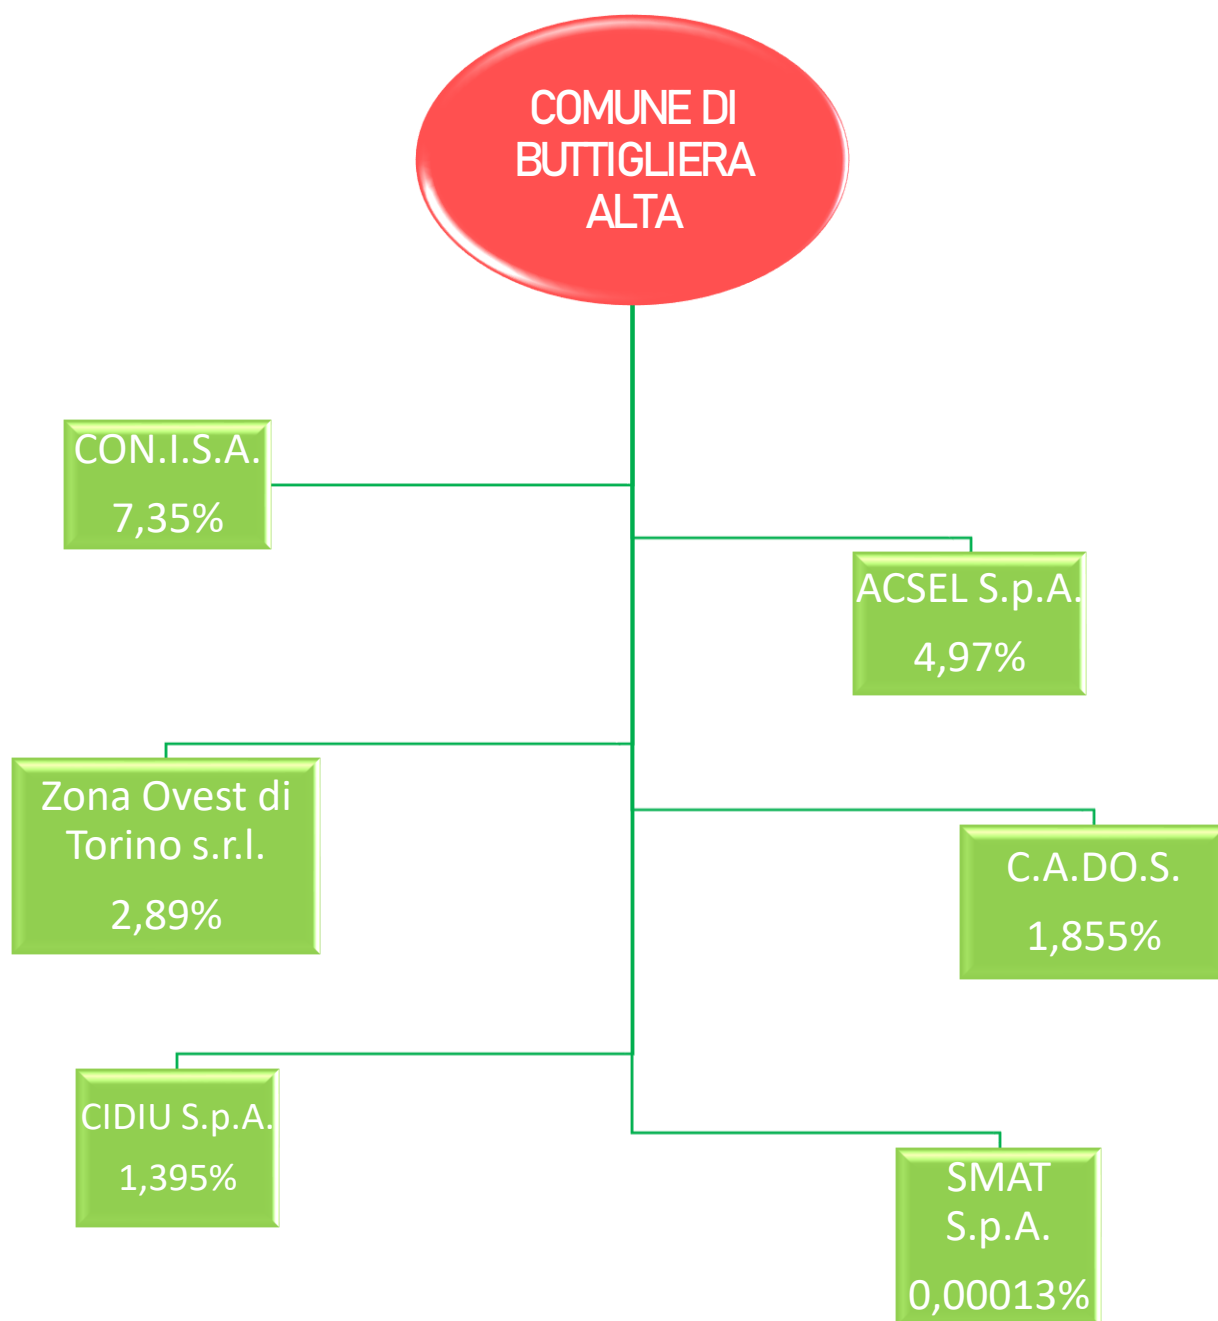 COMUNE DI
BUTTIGLIERA
ALTA
CON.I.S.A.
7,35%
ACSEL S.p.A.
4,97%
Zona Ovest di
Torino s.r.l.
2,89%
C.A.DO.S.
1,855%
CIDIU S.p.A.
1,395%
SMAT
S.p.A.
0,00013%